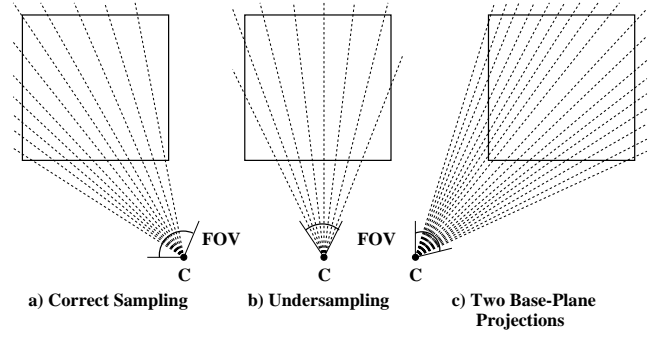 FOV
FOV
C
C
C
a) Correct Sampling
b) Undersampling
c) Two Base-Plane
Projections